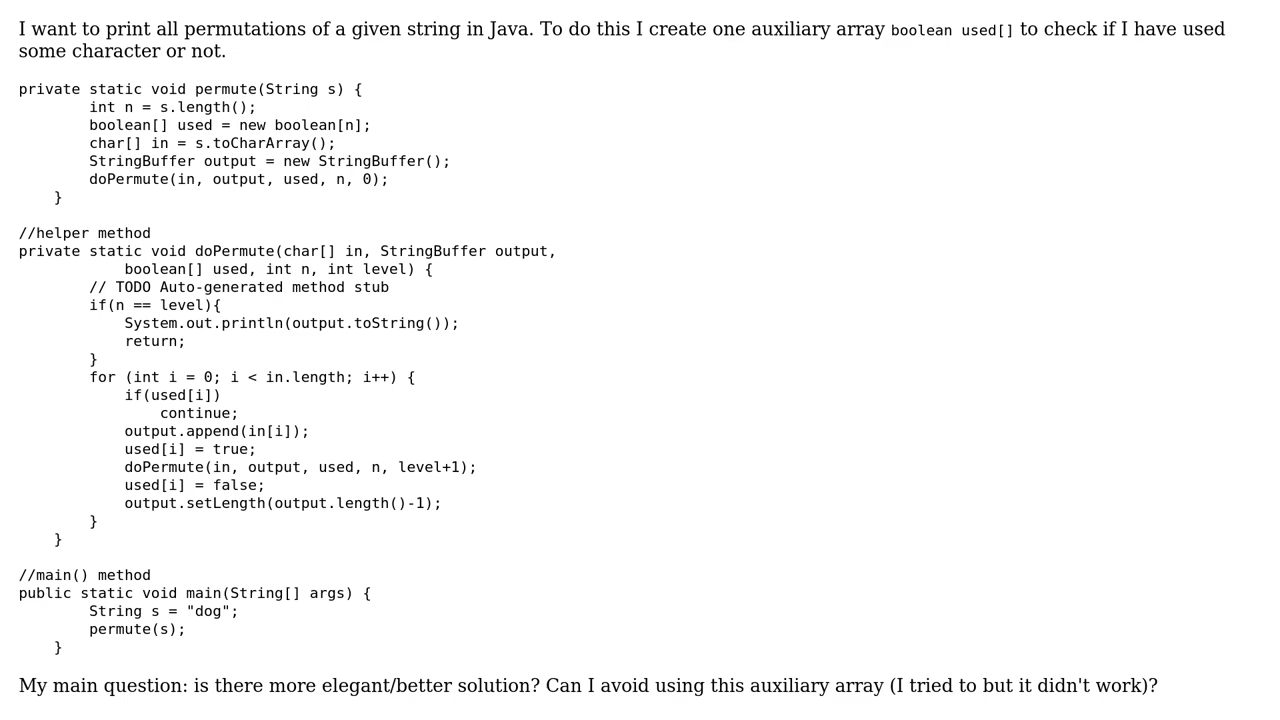 I want to print all permutations of a given string in Java. To do this I create one auxiliary array boolean used[] to check if I have used
some character or not.
private static void permute(String s) {
        int n = s.length();
        boolean[] used = new boolean[n];
        char[] in = s.toCharArray();
        StringBuffer output = new StringBuffer();
        doPermute(in, output, used, n, 0);
    }
//helper method
private static void doPermute(char[] in, StringBuffer output,
            boolean[] used, int n, int level) {
        // TODO Auto-generated method stub
        if(n == level){
            System.out.println(output.toString());
            return;
        }
        for (int i = 0; i < in.length; i++) {
            if(used[i])
                continue;
            output.append(in[i]);
            used[i] = true;
            doPermute(in, output, used, n, level+1);
            used[i] = false;
            output.setLength(output.length()-1);
        }
    }
//main() method
public static void main(String[] args) {
        String s = "dog";
        permute(s);
    }
My main question: is there more elegant/better solution? Can I avoid using this auxiliary array (I tried to but it didn't work)?